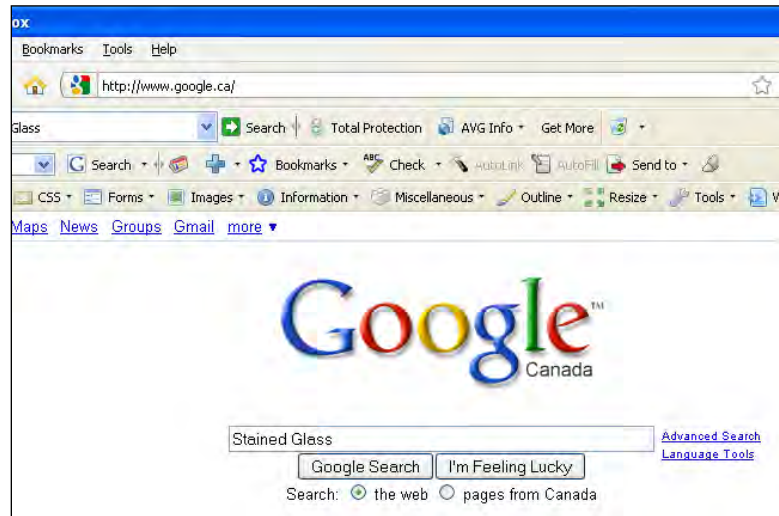 ox
Bookmarks Tools Help
http://www.google.ca/
Glass Search Total Protection AVG Info Get More
G Search Bookmarks ABC Check AutoLink AutoFill Send to
CSS Forms Images Information Miscellaneous Outline Resize Tools V
Maps News Groups Gmail more
Google™
Canada
Stained Glass Advanced Search
Language Tools
Google Search I'm Feeling Lucky
Search: the web pages from Canada